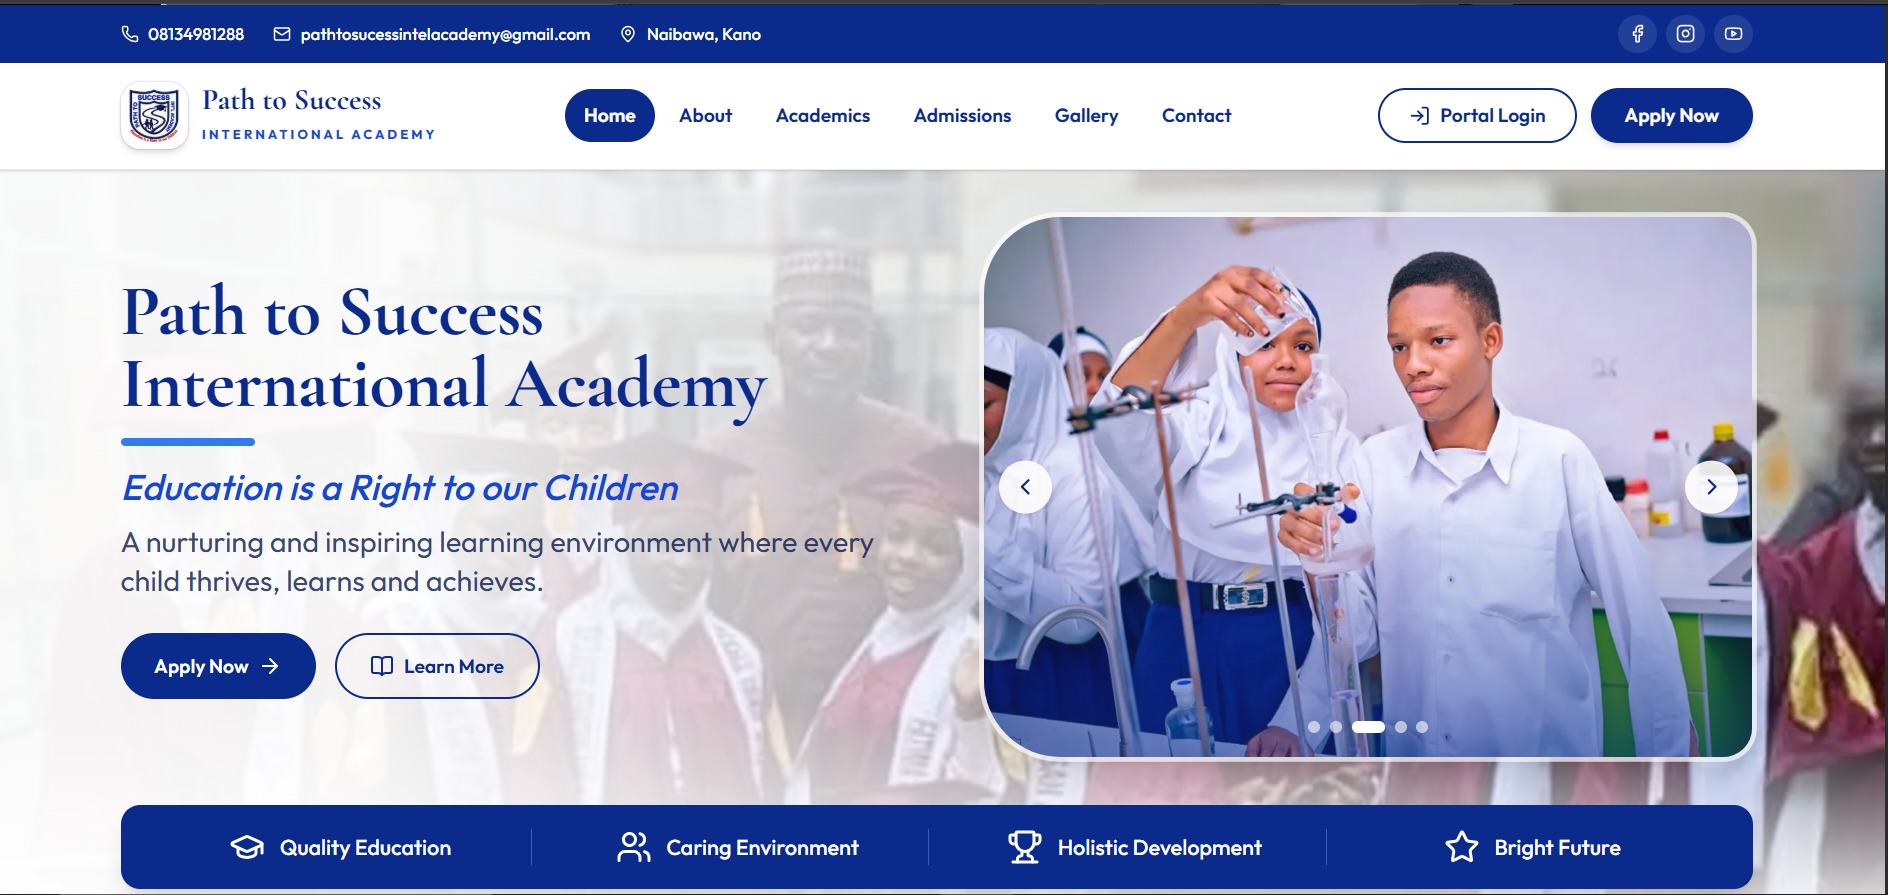 08134981288
pathtosucessintelacademy@gmail.com
Naibawa, Kano
SUCCESS
Path to Success
INTERNATIONAL ACADEMY
Home
About
Academics
Admissions
Gallery
Contact
Portal Login
Apply Now
Path to Success
International Academy
Education is a Right to our Children
A nurturing and inspiring learning environment where every
child thrives, learns and achieves.
Apply Now
Learn More
Quality Education
Caring Environment
Holistic Development
Bright Future